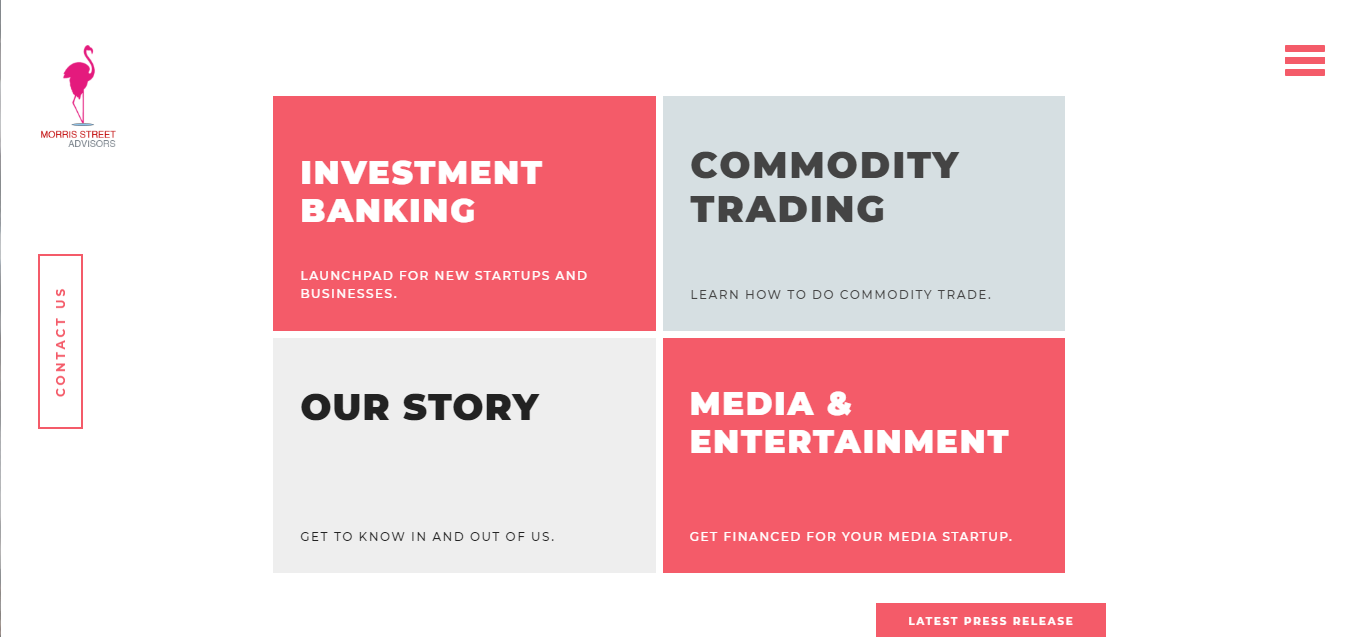 MORRIS STREET
ADVISORS
INVESTMENT
BANKING
LAUNCHPAD FOR NEW STARTUPS AND
BUSINESSES.
COMMODITY
TRADING
LEARN HOW TO DO COMMODITY TRADE.
CONTACT US
OUR STORY
GET TO KNOW IN AND OUT OF US.
MEDIA &
ENTERTAINMENT
GET FINANCED FOR YOUR MEDIA STARTUP.
LATEST PRESS RELEASE